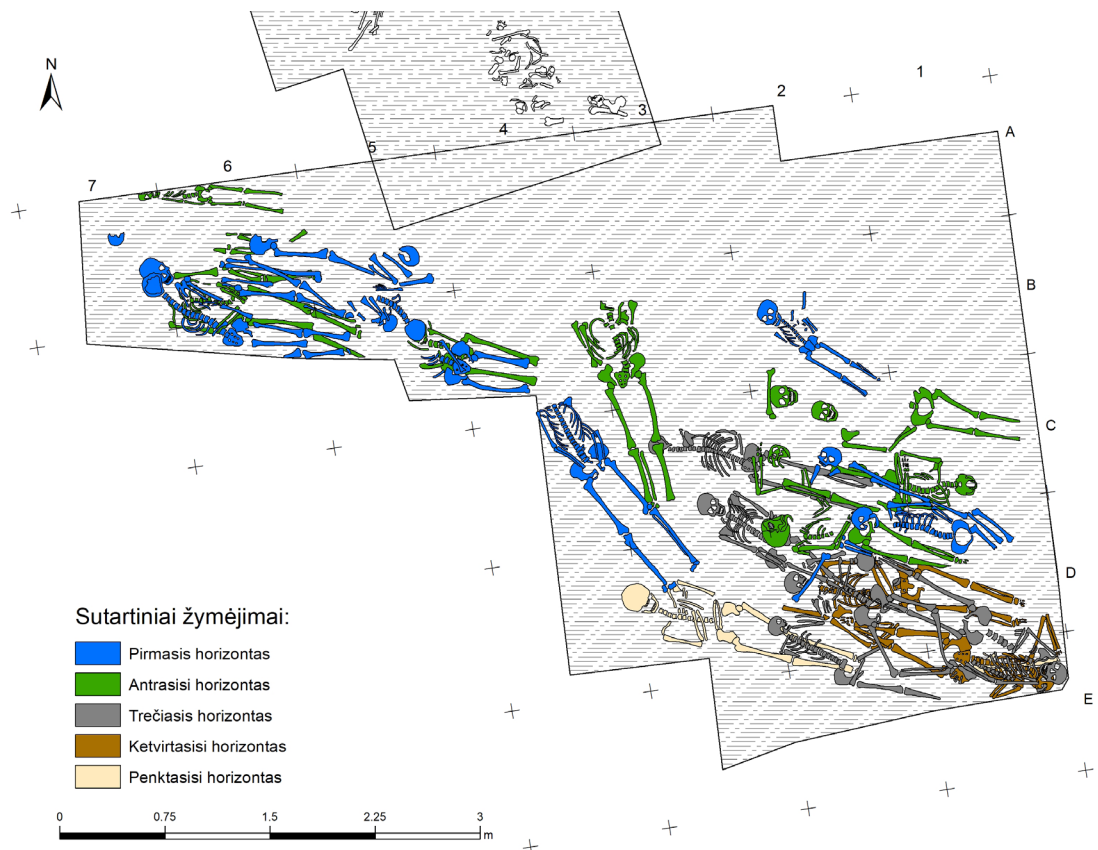 N
1
2
3
4
5
6
7
A
B
C
D
E
Sutartiniai žymėjimai:
Pirmasis horizontas
Antrasisi horizontas
Trečiasis horizontas
Ketvirtasisi horizontas
Penktasisi horizontas
0 0.75 1.5 2.25 3
m